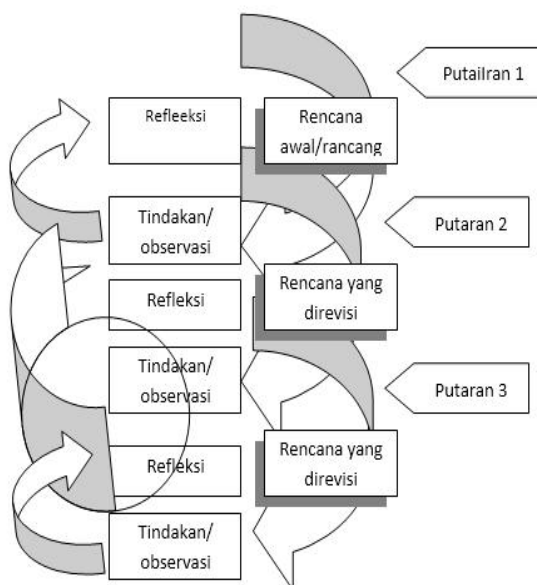 Putailran 1
Refleeksi
Rencana
awal/rancang
Tindakan/
observasi
Putaran 2
Refleksi
Rencana yang
direvisi
Tindakan/
observasi
Putaran 3
Refleksi
Rencana yang
direvisi
Tindakan/
observasi